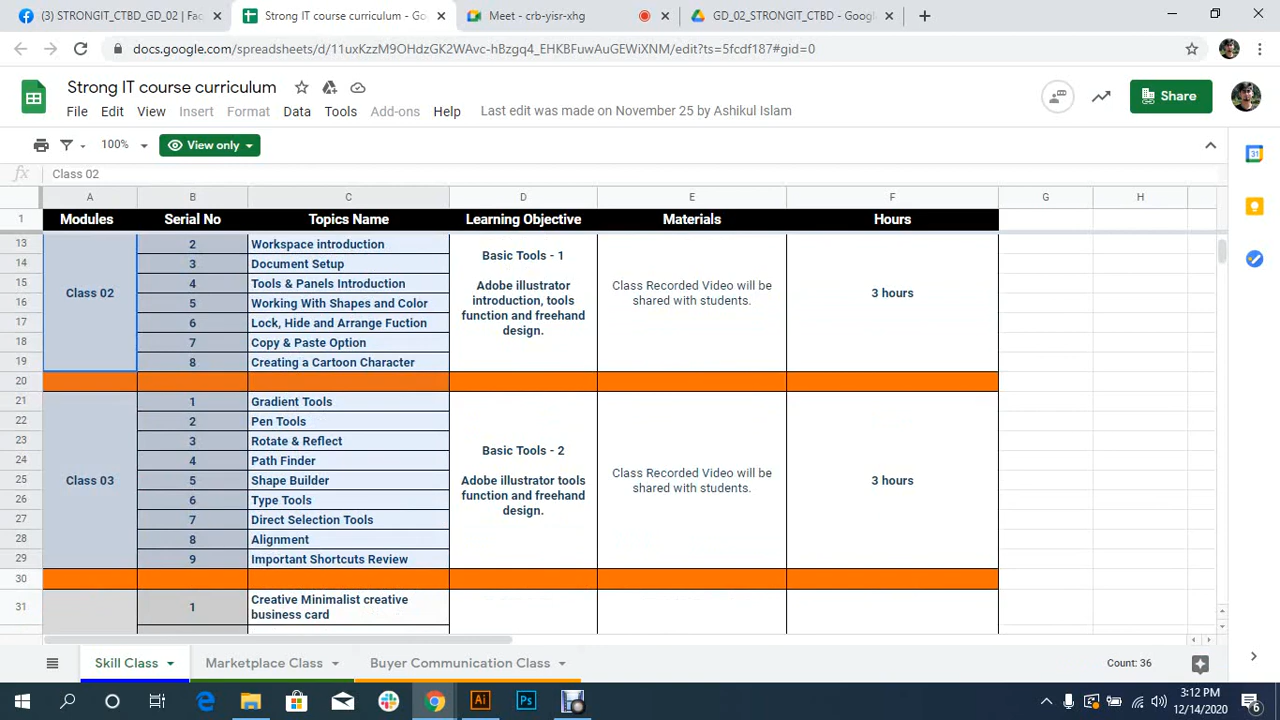 (3) STRONGIT_CTBD_GD_02 | Fac
Strong IT course curriculum - Go
Meet - crb-yisr-xhg
GD_02_STRONGIT_CTBD - Google
docs.google.com/spreadsheets/d/11uxKzzM9OHdzGK2WAvc-hBzgq4_EHKBFuwAuGEWiXNM/edit?ts=5fcdf187#gid=0
Strong IT course curriculum
File Edit View Insert Format Data Tools Add-ons Help Last edit was made on November 25 by Ashikul Islam
Share
100% View only
fx Class 02
A B C D E F G H
1 Modules Serial No Topics Name Learning Objective Materials Hours
13 2 Workspace introduction
14 3 Document Setup
15 4 Tools & Panels Introduction
16 5 Working With Shapes and Color
17 6 Lock, Hide and Arrange Fuction
18 7 Copy & Paste Option
19 8 Creating a Cartoon Character
Class 02
Basic Tools - 1
Adobe illustrator
introduction, tools
function and freehand
design.
Class Recorded Video will be
shared with students.
3 hours
20
21 1 Gradient Tools
22 2 Pen Tools
23 3 Rotate & Reflect
24 4 Path Finder
25 5 Shape Builder
26 6 Type Tools
27 7 Direct Selection Tools
28 8 Alignment
29 9 Important Shortcuts Review
Class 03
Basic Tools - 2
Adobe illustrator tools
function and freehand
design.
Class Recorded Video will be
shared with students.
3 hours
30
31 1 Creative Minimalist creative
business card
Skill Class Marketplace Class Buyer Communication Class Count: 36
3:12 PM
12/14/2020
6